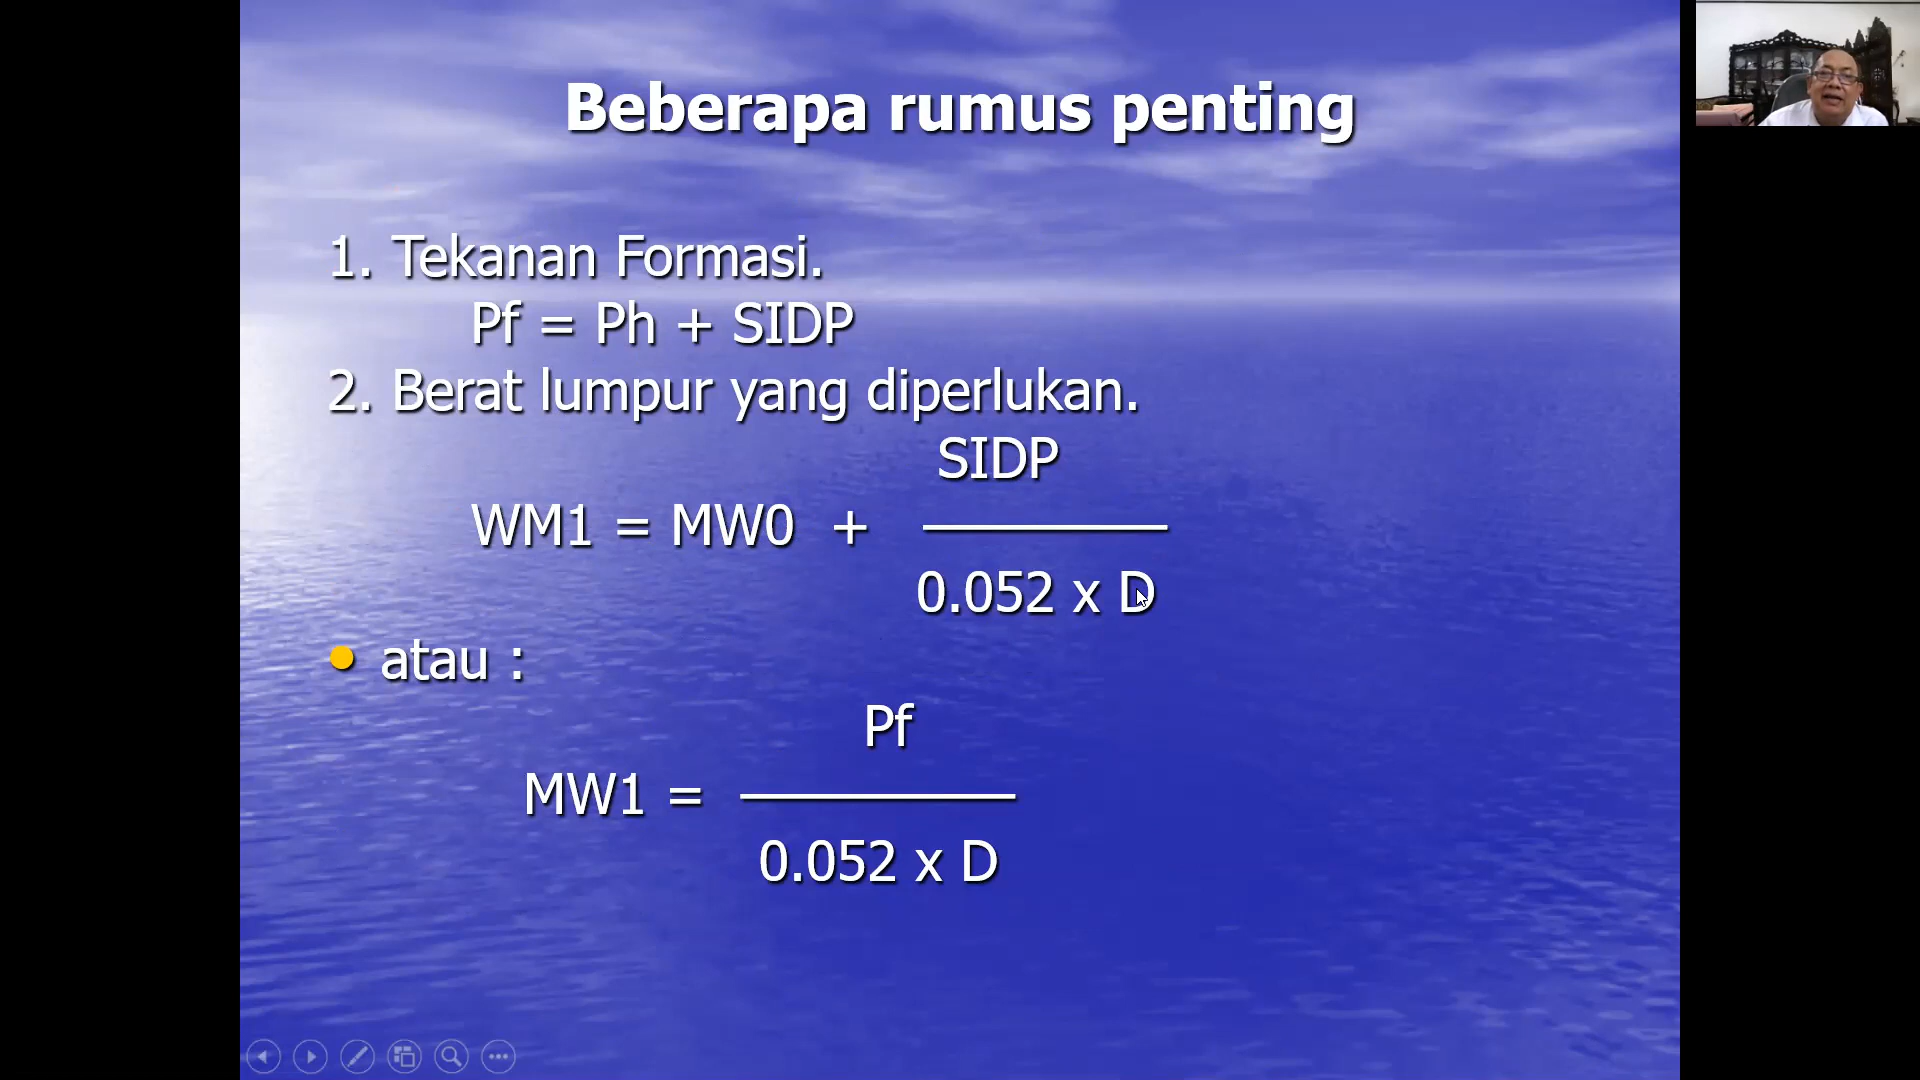 Beberapa rumus penting
1. Tekanan Formasi.
Pf = Ph + SIDP
2. Berat lumpur yang diperlukan.
SIDP
WM1 = MW0 +
0.052 x D
atau :
Pf
MW1 =
0.052 x D